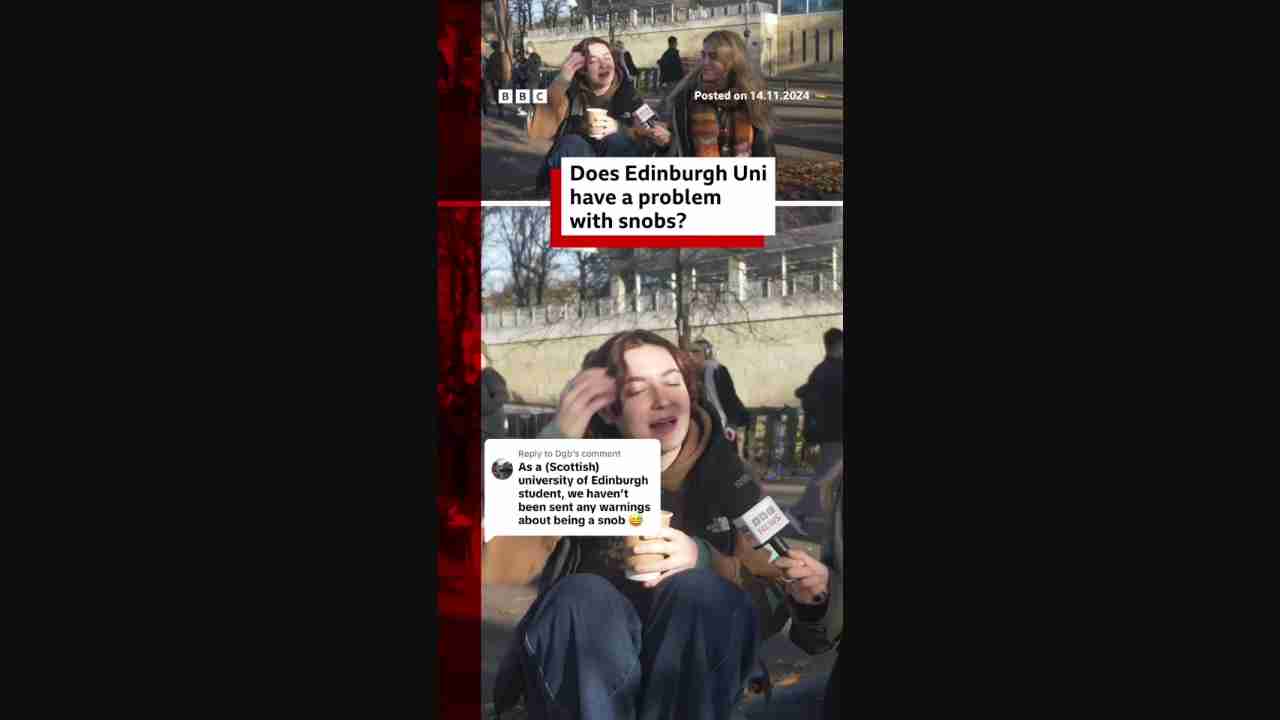 BBC
Posted on 14.11.2024
Does Edinburgh Uni
have a problem
with snobs?
Reply to Dgb's comment
As a (Scottish)
university of Edinburgh
student, we haven't
been sent any warnings
about being a snob 😅
BBC
NEWS